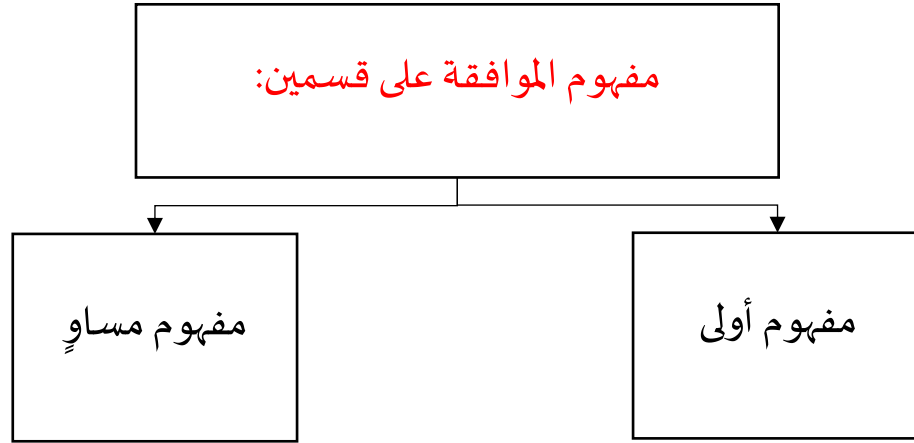 مفهوم الموافقة على قسمين:
مفهوم أولى
مفهوم مساوٍ